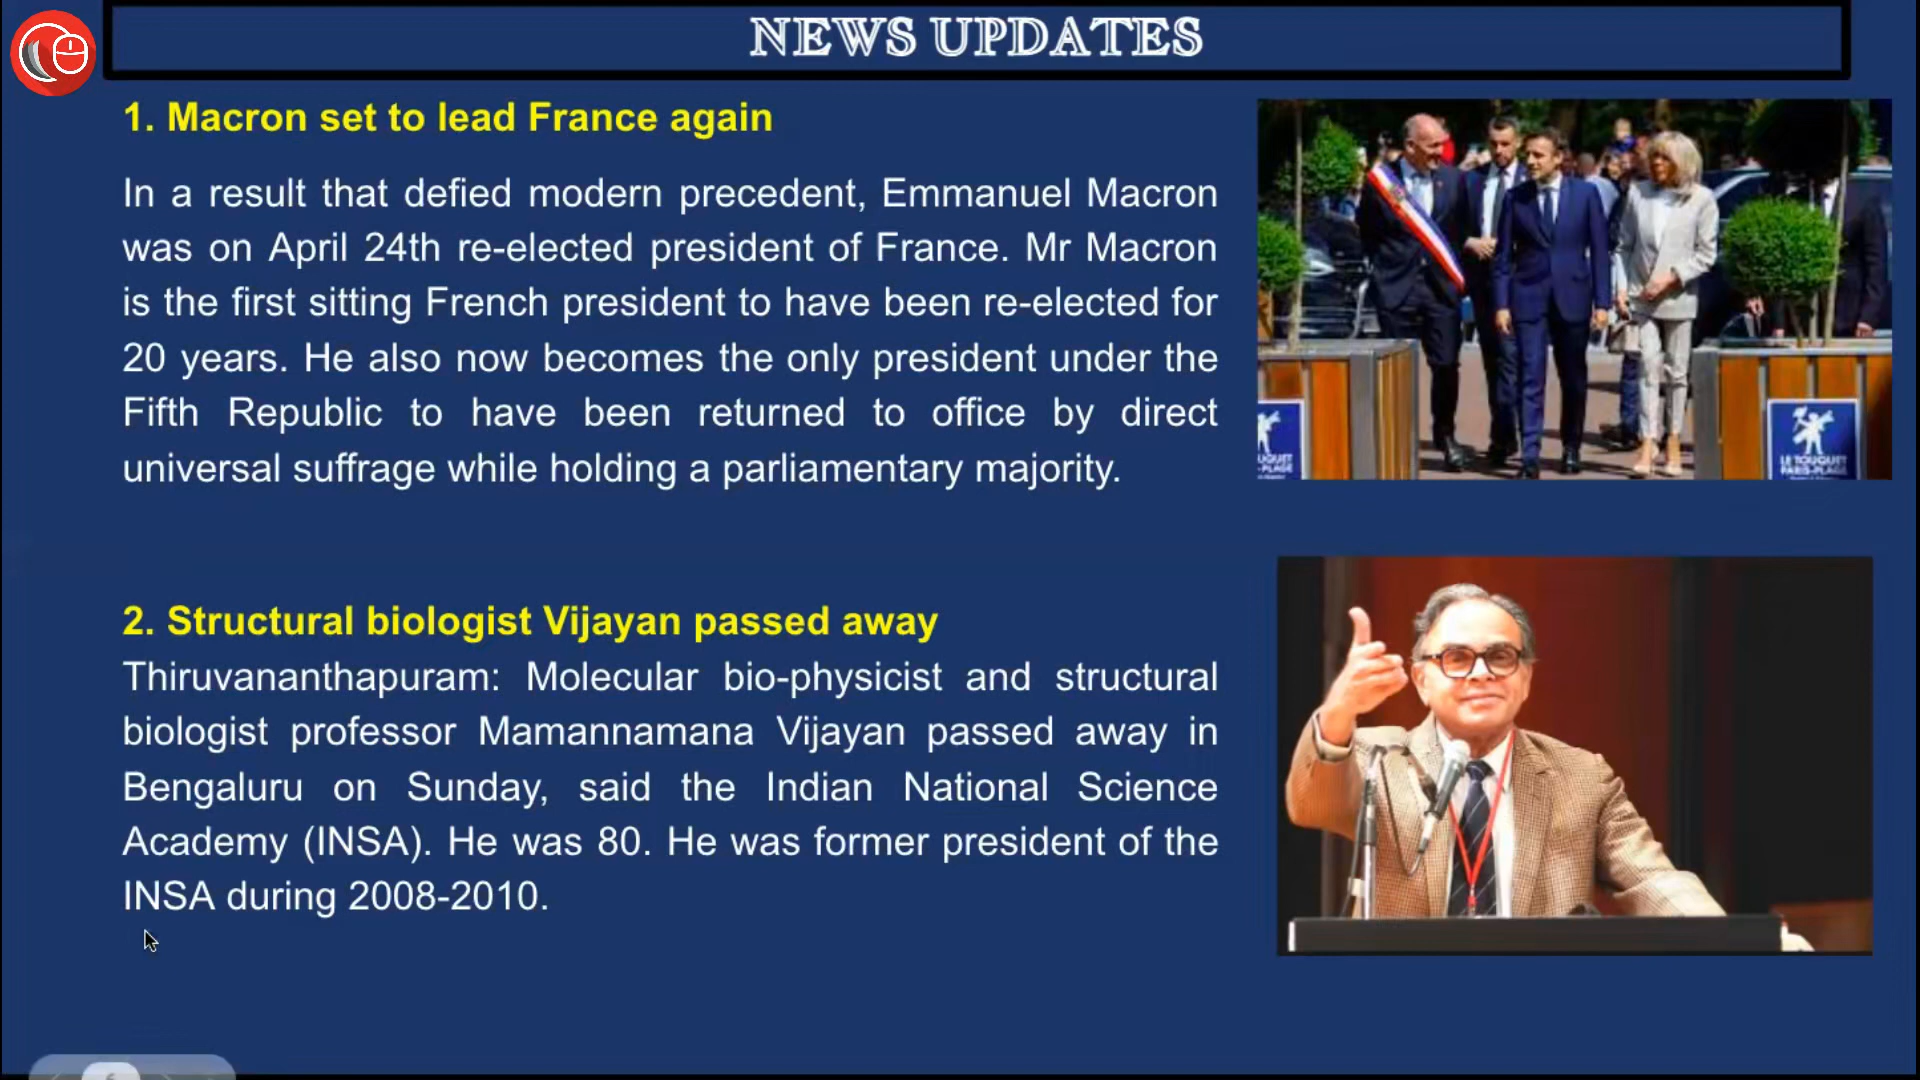 NEWS UPDATES
1. Macron set to lead France again
In a result that defied modern precedent, Emmanuel Macron
was on April 24th re-elected president of France. Mr Macron
is the first sitting French president to have been re-elected for
20 years. He also now becomes the only president under the
Fifth Republic to have been returned to office by direct
universal suffrage while holding a parliamentary majority.
LE TOUQUET
PARIS-PLAGE
2. Structural biologist Vijayan passed away
Thiruvananthapuram: Molecular bio-physicist and structural
biologist professor Mamannamana Vijayan passed away in
Bengaluru on Sunday, said the Indian National Science
Academy (INSA). He was 80. He was former president of the
INSA during 2008-2010.